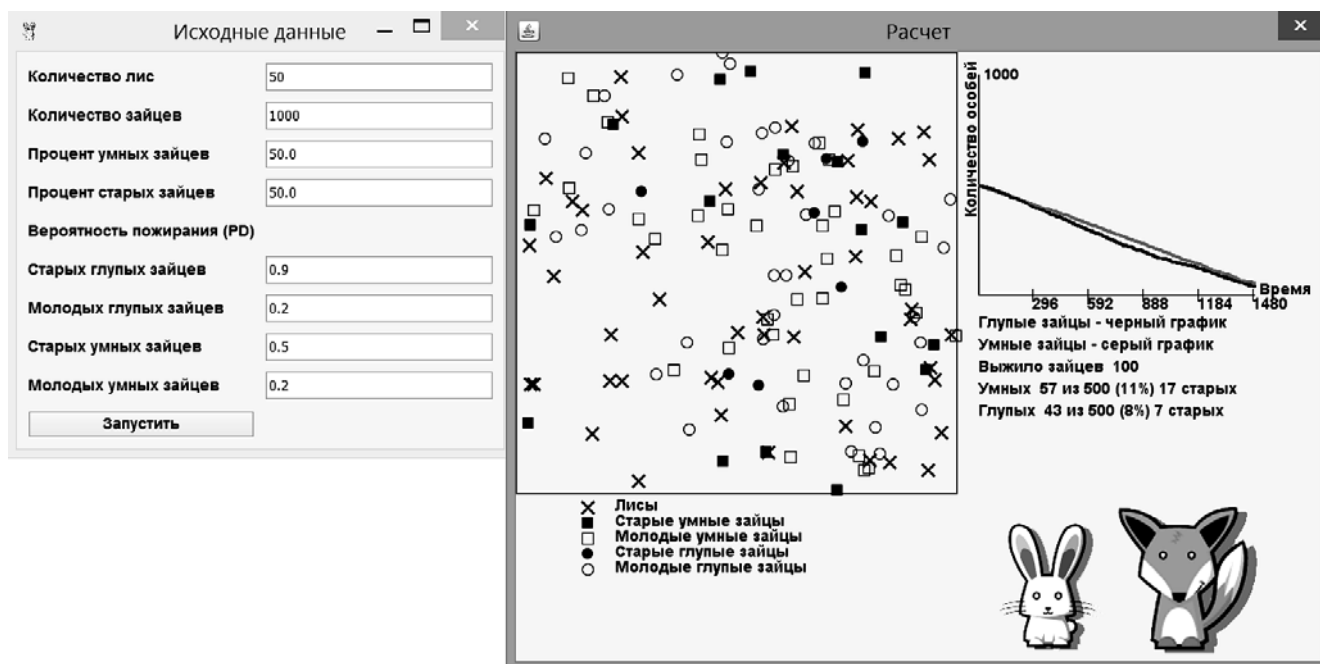 Исходные данные
Количество лис 50
Количество зайцев 1000
Процент умных зайцев 50.0
Процент старых зайцев 50.0
Вероятность пожирания (PD)
Старых глупых зайцев 0.9
Молодых глупых зайцев 0.2
Старых умных зайцев 0.5
Молодых умных зайцев 0.2
Запустить
Расчет
Лисы
Старые умные зайцы
Молодые умные зайцы
Старые глупые зайцы
Молодые глупые зайцы
Количество особей
1000
Время
296 592 888 1184 1480
Глупые зайцы - черный график
Умные зайцы - серый график
Выжило зайцев 100
Умных 57 из 500 (11%) 17 старых
Глупых 43 из 500 (8%) 7 старых